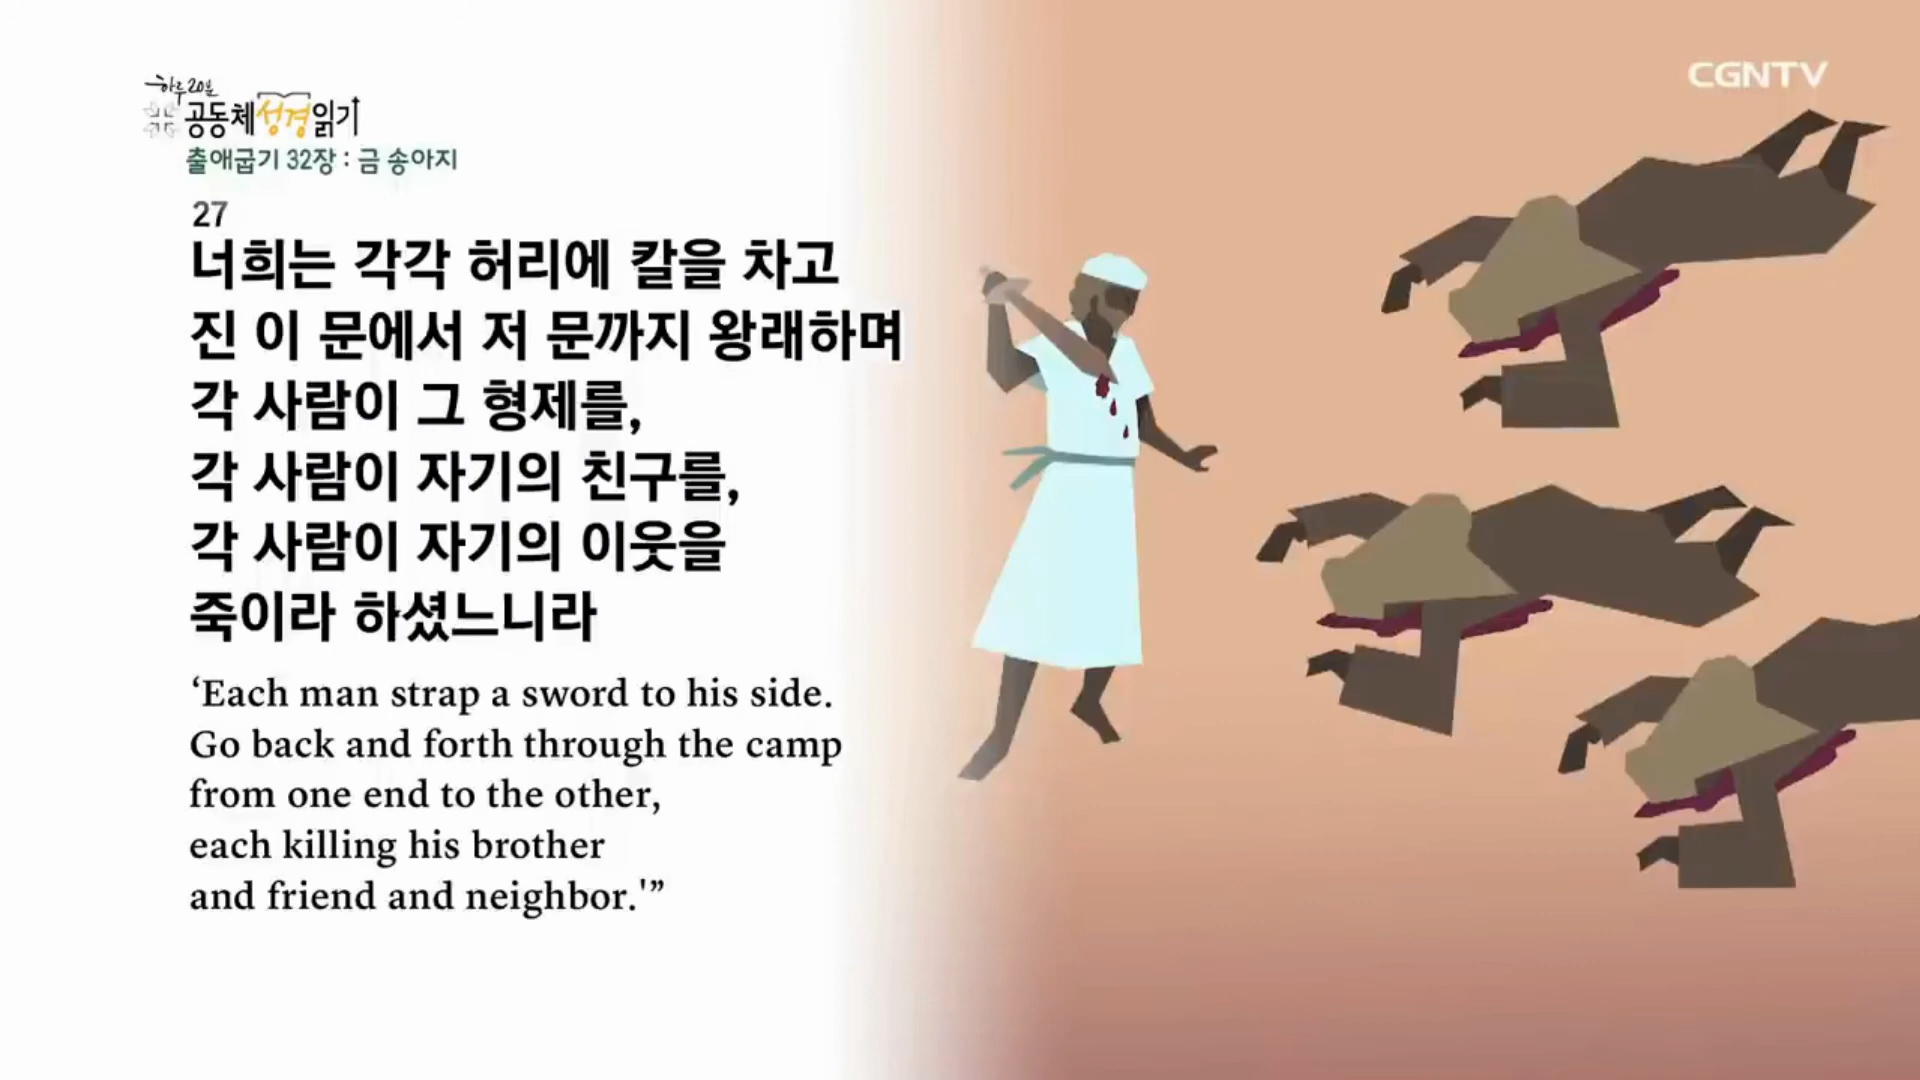 하루 20분
공동체성경읽기
CGNTV
출애굽기 32장 : 금 송아지
27
너희는 각각 허리에 칼을 차고
진 이 문에서 저 문까지 왕래하며
각 사람이 그 형제를,
각 사람이 자기의 친구를,
각 사람이 자기의 이웃을
죽이라 하셨느니라
‘Each man strap a sword to his side.
Go back and forth through the camp
from one end to the other,
each killing his brother
and friend and neighbor.'”